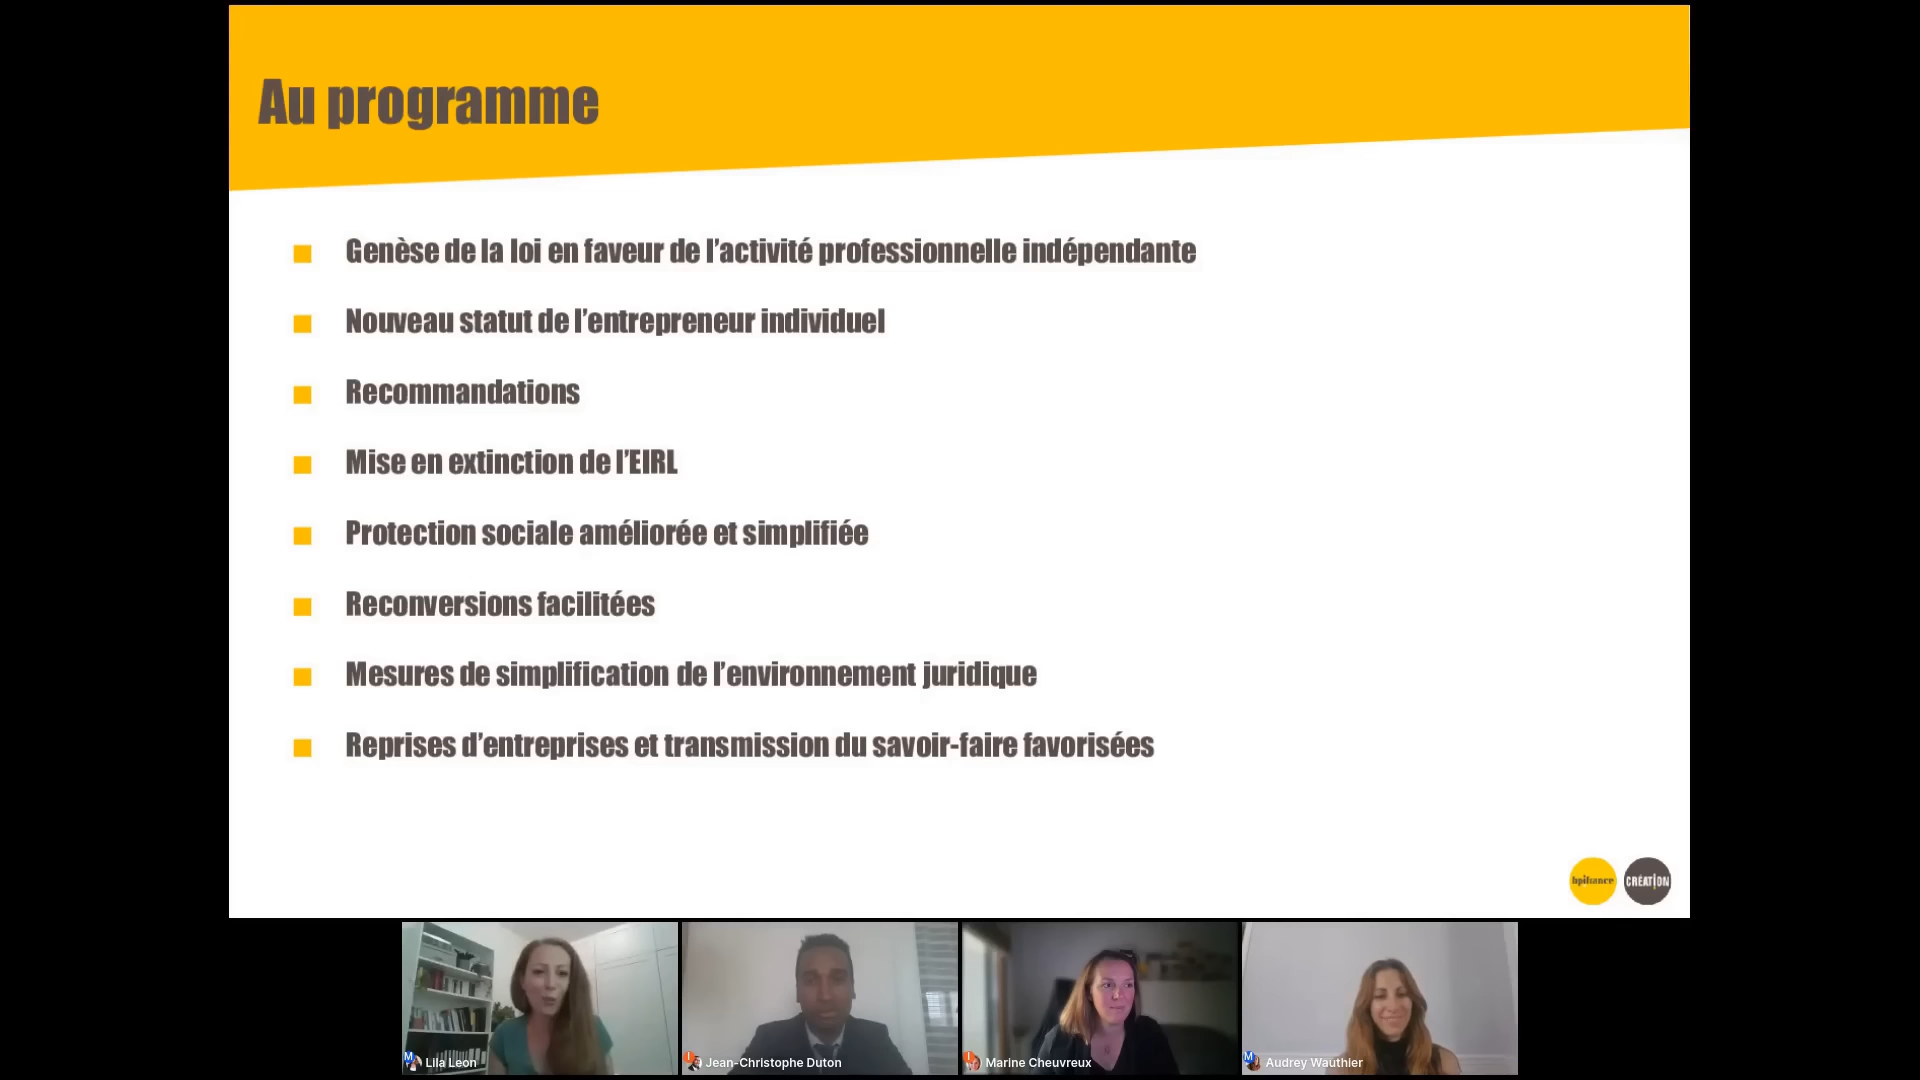 Au programme
Genèse de la loi en faveur de l’activité professionnelle indépendante
Nouveau statut de l’entrepreneur individuel
Recommandations
Mise en extinction de l’EIRL
Protection sociale améliorée et simplifiée
Reconversions facilitées
Mesures de simplification de l’environnement juridique
Reprises d’entreprises et transmission du savoir-faire favorisées
bpifrance CRÉATION
M Lila Leon
I Jean-Christophe Duton
I Marine Cheuvreux
M Audrey Wauthier